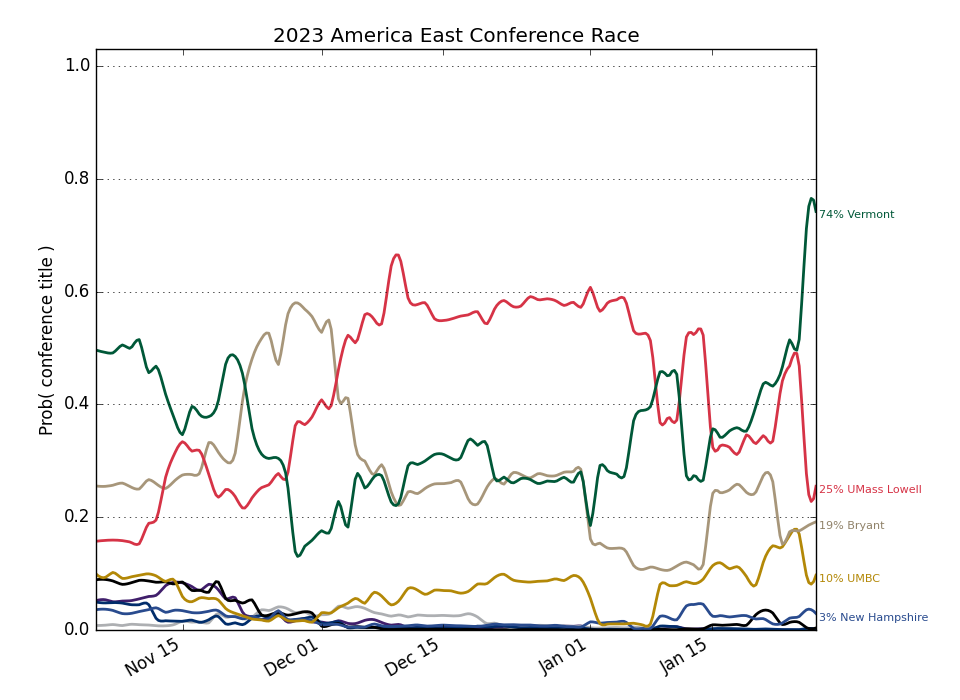 2023 America East Conference Race
Prob( conference title )
1.0
0.8
0.6
0.4
0.2
0.0
Nov 15
Dec 01
Dec 15
Jan 01
Jan 15
74% Vermont
25% UMass Lowell
19% Bryant
10% UMBC
3% New Hampshire